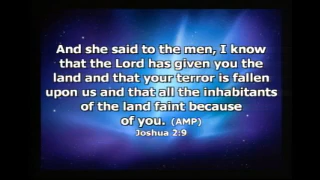 And she said to the men, I know
that the Lord has given you the
land and that your terror is fallen
upon us and that all the inhabitants
of the land faint because
of you. (AMP)
Joshua 2:9